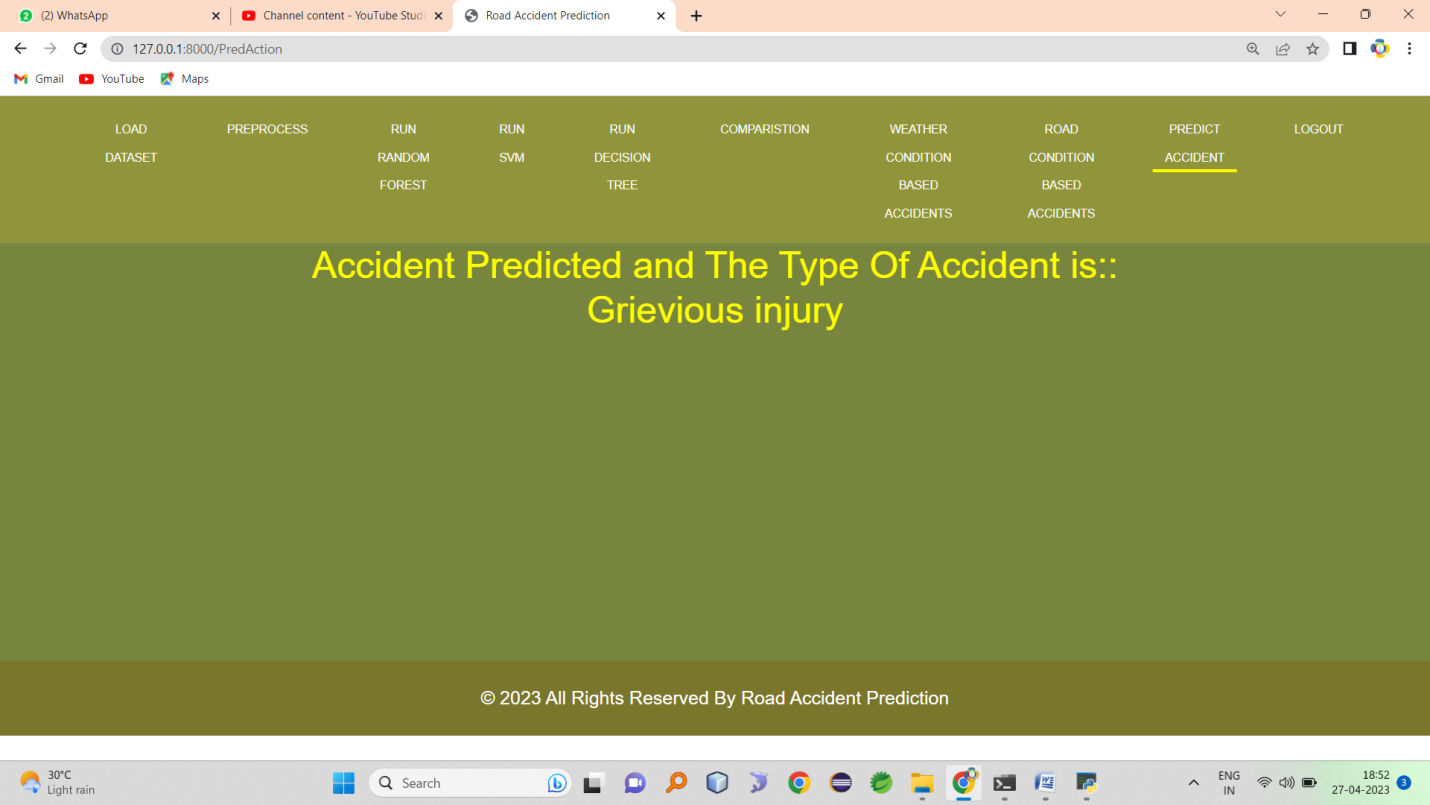 2 (2) WhatsApp
Channel content - YouTube Studi
Road Accident Prediction
127.0.0.1:8000/PredAction
Gmail
YouTube
Maps
LOAD
DATASET
PREPROCESS
RUN
RANDOM
FOREST
RUN
SVM
RUN
DECISION
TREE
COMPARISTION
WEATHER
CONDITION
BASED
ACCIDENTS
ROAD
CONDITION
BASED
ACCIDENTS
PREDICT
ACCIDENT
LOGOUT
Accident Predicted and The Type Of Accident is::
Grievious injury
© 2023 All Rights Reserved By Road Accident Prediction
30°C
Light rain
Search
ENG
IN
18:52
27-04-2023
3